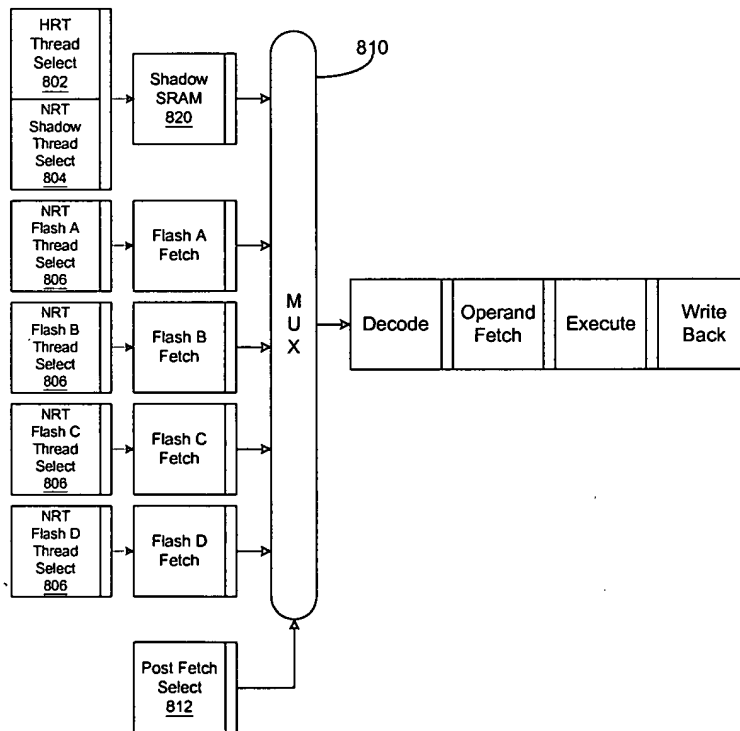 HRT
Thread
Select
802
NRT
Shadow
Thread
Select
804
Shadow
SRAM
820
810
NRT
Flash A
Thread
Select
806
Flash A
Fetch
NRT
Flash B
Thread
Select
806
Flash B
Fetch
M
U
X
Decode
Operand
Fetch
Execute
Write
Back
NRT
Flash C
Thread
Select
806
Flash C
Fetch
NRT
Flash D
Thread
Select
806
Flash D
Fetch
Post Fetch
Select
812